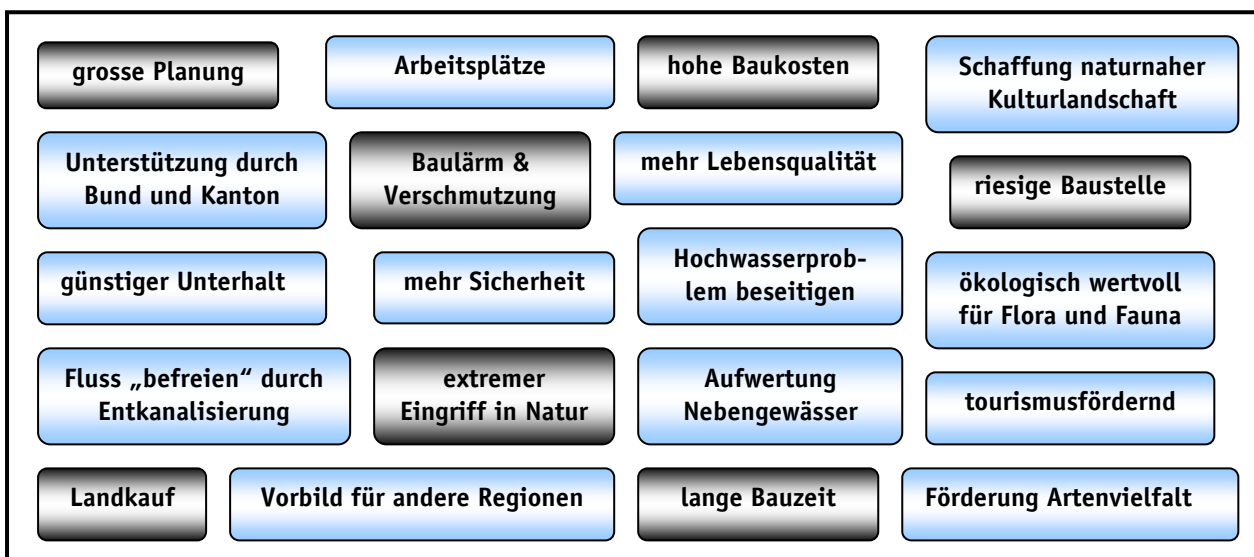 grosse Planung
Arbeitsplätze
hohe Baukosten
Schaffung naturnaher
Kulturlandschaft
Unterstützung durch
Bund und Kanton
Baulärm &
Verschmutzung
mehr Lebensqualität
riesige Baustelle
günstiger Unterhalt
mehr Sicherheit
Hochwasserprob-
lem beseitigen
ökologisch wertvoll
für Flora und Fauna
Fluss „befreien“ durch
Entkanalisierung
extremer
Eingriff in Natur
Aufwertung
Nebengewässer
tourismusfördernd
Landkauf
Vorbild für andere Regionen
lange Bauzeit
Förderung Artenvielfalt